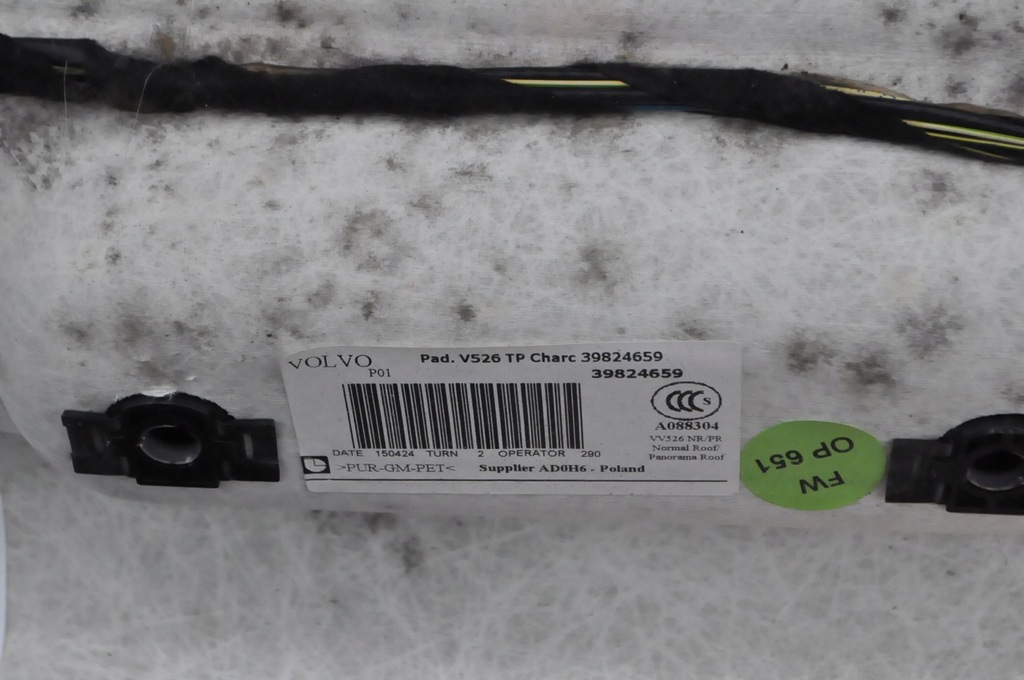 VOLVO
P01
Pad. V526 TP Charc 39824659
39824659
CCC S
A088304
VV526 NR/PR
Normal Roof/
Panorama Roof
DATE 150424 TURN 2 OPERATOR 290
>PUR-GM-PET< Supplier AD0H6 - Poland
FW
OP 651